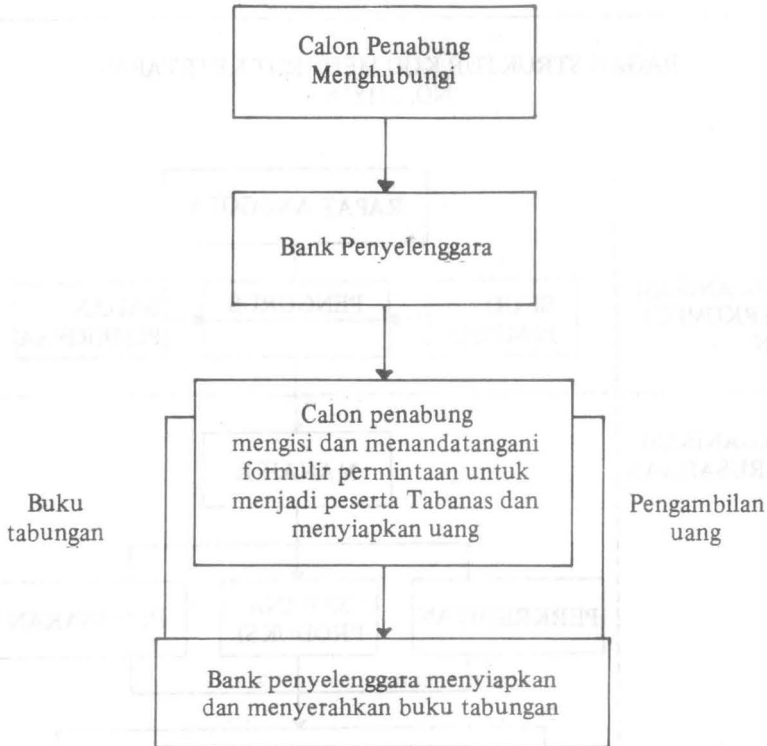 Calon Penabung
Menghubungi
Bank Penyelenggara
Calon penabung
mengisi dan menandatangani
formulir permintaan untuk
menjadi peserta Tabanas dan
menyiapkan uang
Buku
tabungan
Pengambilan
uang
Bank penyelenggara menyiapkan
dan menyerahkan buku tabungan